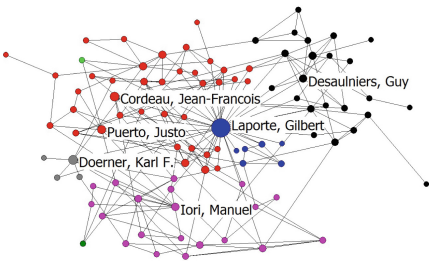 Desaulniers, Guy
Cordeau, Jean-Francois
Laporte, Gilbert
Puerto, Justo
Doerner, Karl F.
Iori, Manuel